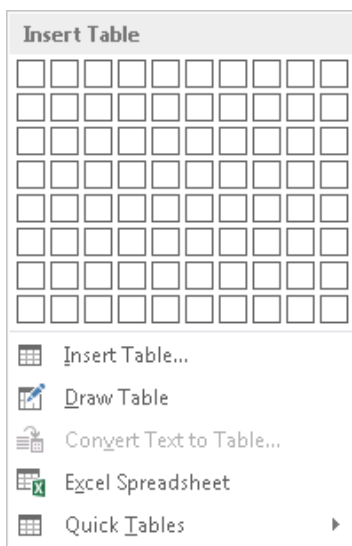 Insert Table
Insert Table...
Draw Table
Convert Text to Table...
Excel Spreadsheet
Quick Tables